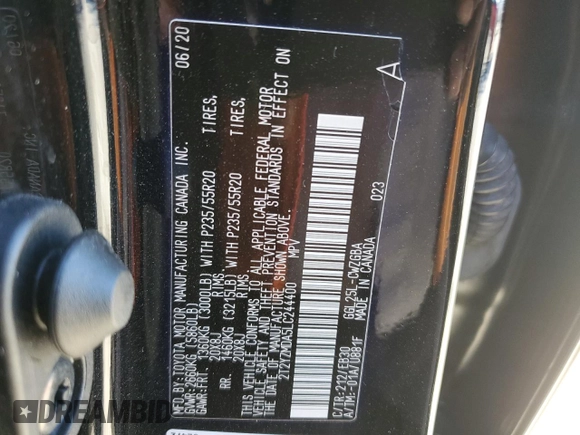 MFD.BY:TOYOTA MOTOR MANUFACTURING CANADA INC. 06/20
GVWR:2660KG(5860LB)
GAWR:FRT. 1360KG(3000LB) WITH P235/55R20 TIRES,
20X8J RIMS,
RR. 1460KG(3215LB) WITH P235/55R20 TIRES,
20X8J RIMS,
THIS VEHICLE CONFORMS TO ALL APPLICABLE FEDERAL MOTOR
VEHICLE SAFETY AND THEFT PREVENTION STANDARDS IN EFFECT ON
THE DATE OF MANUFACTURE SHOWN ABOVE.
2T2YZMDA5LC244400 MPV
A
023
C/TR:212/EB30 GGL25L-CWZGBA
A/TM:-01A/U881F MADE IN CANADA
DIAMOND
AUCTIONS